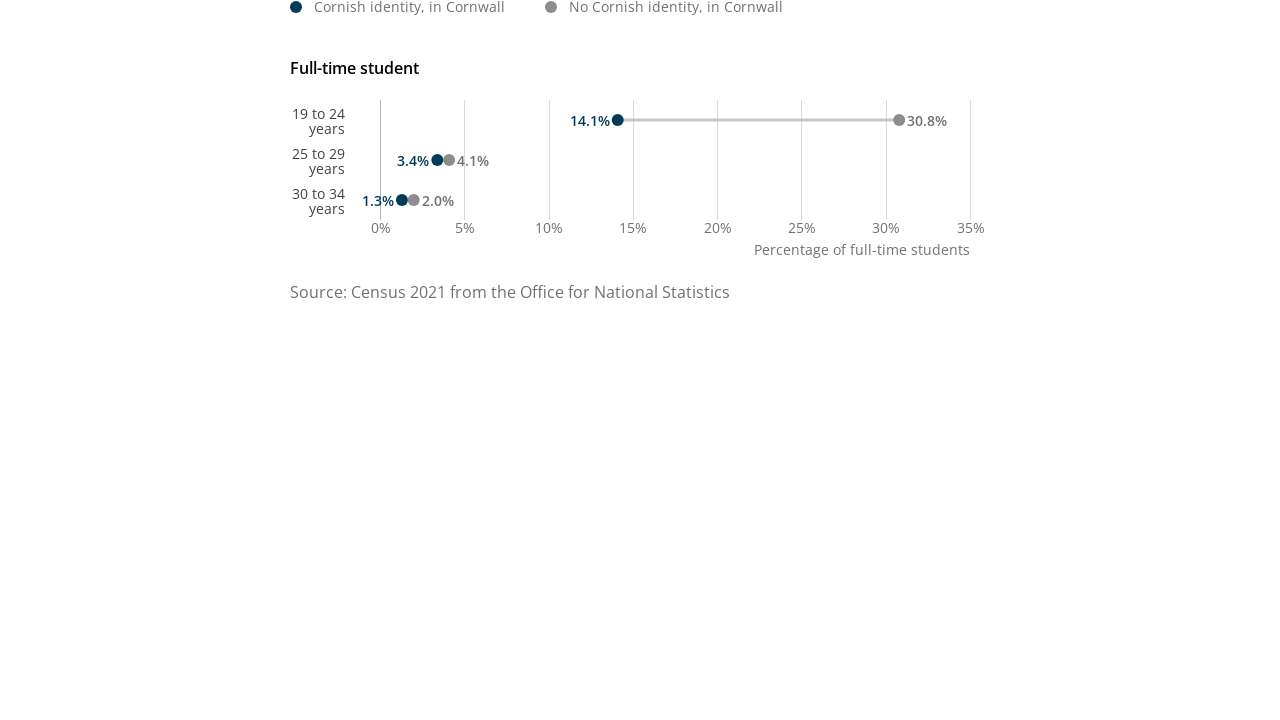 Cornish identity, in Cornwall No Cornish identity, in Cornwall
Full-time student
19 to 24
years
14.1% 30.8%
25 to 29
years
3.4% 4.1%
30 to 34
years
1.3% 2.0%
0% 5% 10% 15% 20% 25% 30% 35%
Percentage of full-time students
Source: Census 2021 from the Office for National Statistics